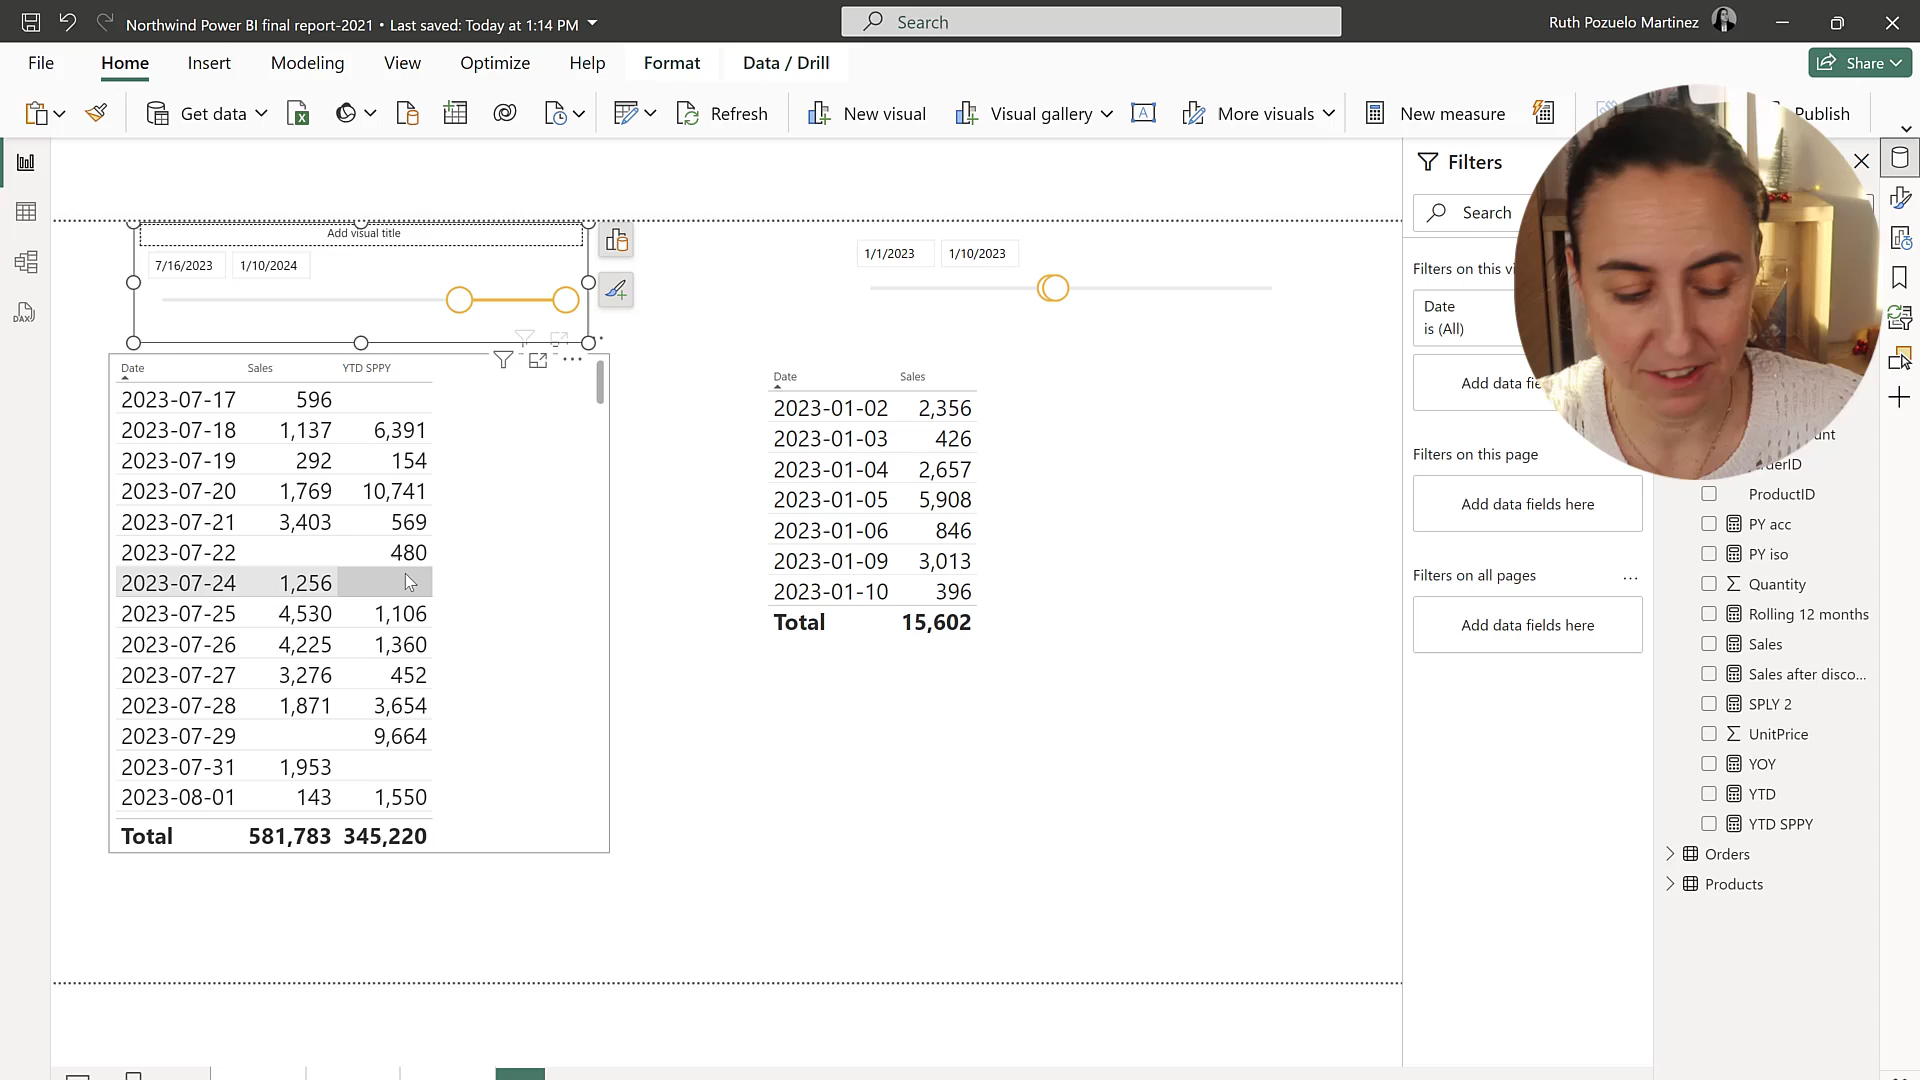 Northwind Power BI final report-2021 • Last saved: Today at 1:14 PM
Search
Ruth Pozuelo Martinez
File
Home
Insert
Modeling
View
Optimize
Help
Format
Data / Drill
Share
Get data
Refresh
New visual
Visual gallery
More visuals
New measure
Publish
Add visual title
7/16/2023 1/10/2024
Date Sales YTD SPPY
2023-07-17 596
2023-07-18 1,137 6,391
2023-07-19 292 154
2023-07-20 1,769 10,741
2023-07-21 3,403 569
2023-07-22 480
2023-07-24 1,256
2023-07-25 4,530 1,106
2023-07-26 4,225 1,360
2023-07-27 3,276 452
2023-07-28 1,871 3,654
2023-07-29 9,664
2023-07-31 1,953
2023-08-01 143 1,550
Total 581,783 345,220
1/1/2023 1/10/2023
Date Sales
2023-01-02 2,356
2023-01-03 426
2023-01-04 2,657
2023-01-05 5,908
2023-01-06 846
2023-01-09 3,013
2023-01-10 396
Total 15,602
Filters
Search
Filters on this vi
Date
is (All)
Add data fie
Filters on this page
Add data fields here
Filters on all pages ...
Add data fields here
DAX
ProductID
PY acc
PY iso
Quantity
Rolling 12 months
Sales
Sales after disco...
SPLY 2
UnitPrice
YOY
YTD
YTD SPPY
Orders
Products